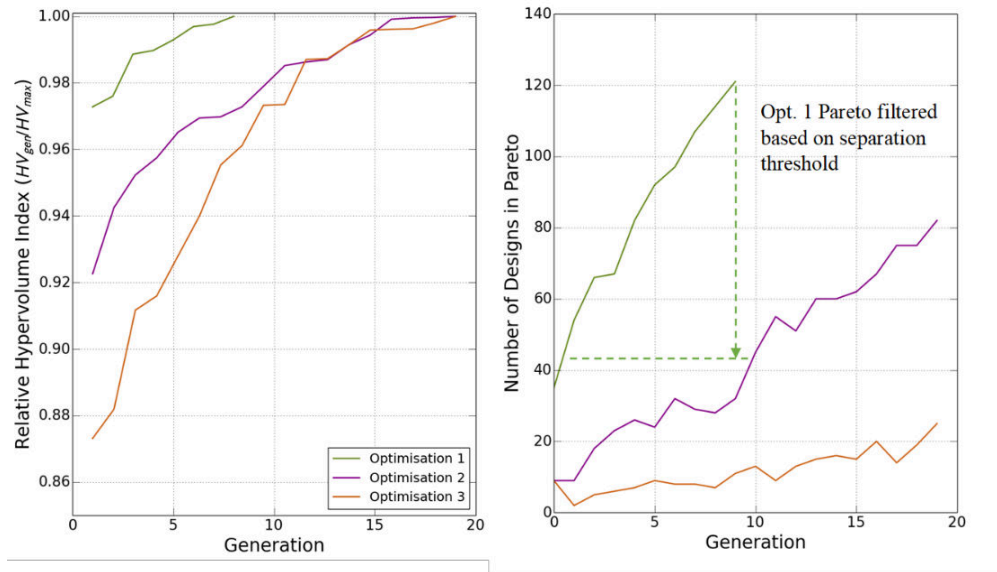 Relative Hypervolume Index (HVgen/HVmax)
1.00
0.98
0.96
0.94
0.92
0.90
0.88
0.86
0
5
10
15
20
Generation
Optimisation 1
Optimisation 2
Optimisation 3
Number of Designs in Pareto
140
120
100
80
60
40
20
0
0
5
10
15
20
Generation
Opt. 1 Pareto filtered
based on separation
threshold